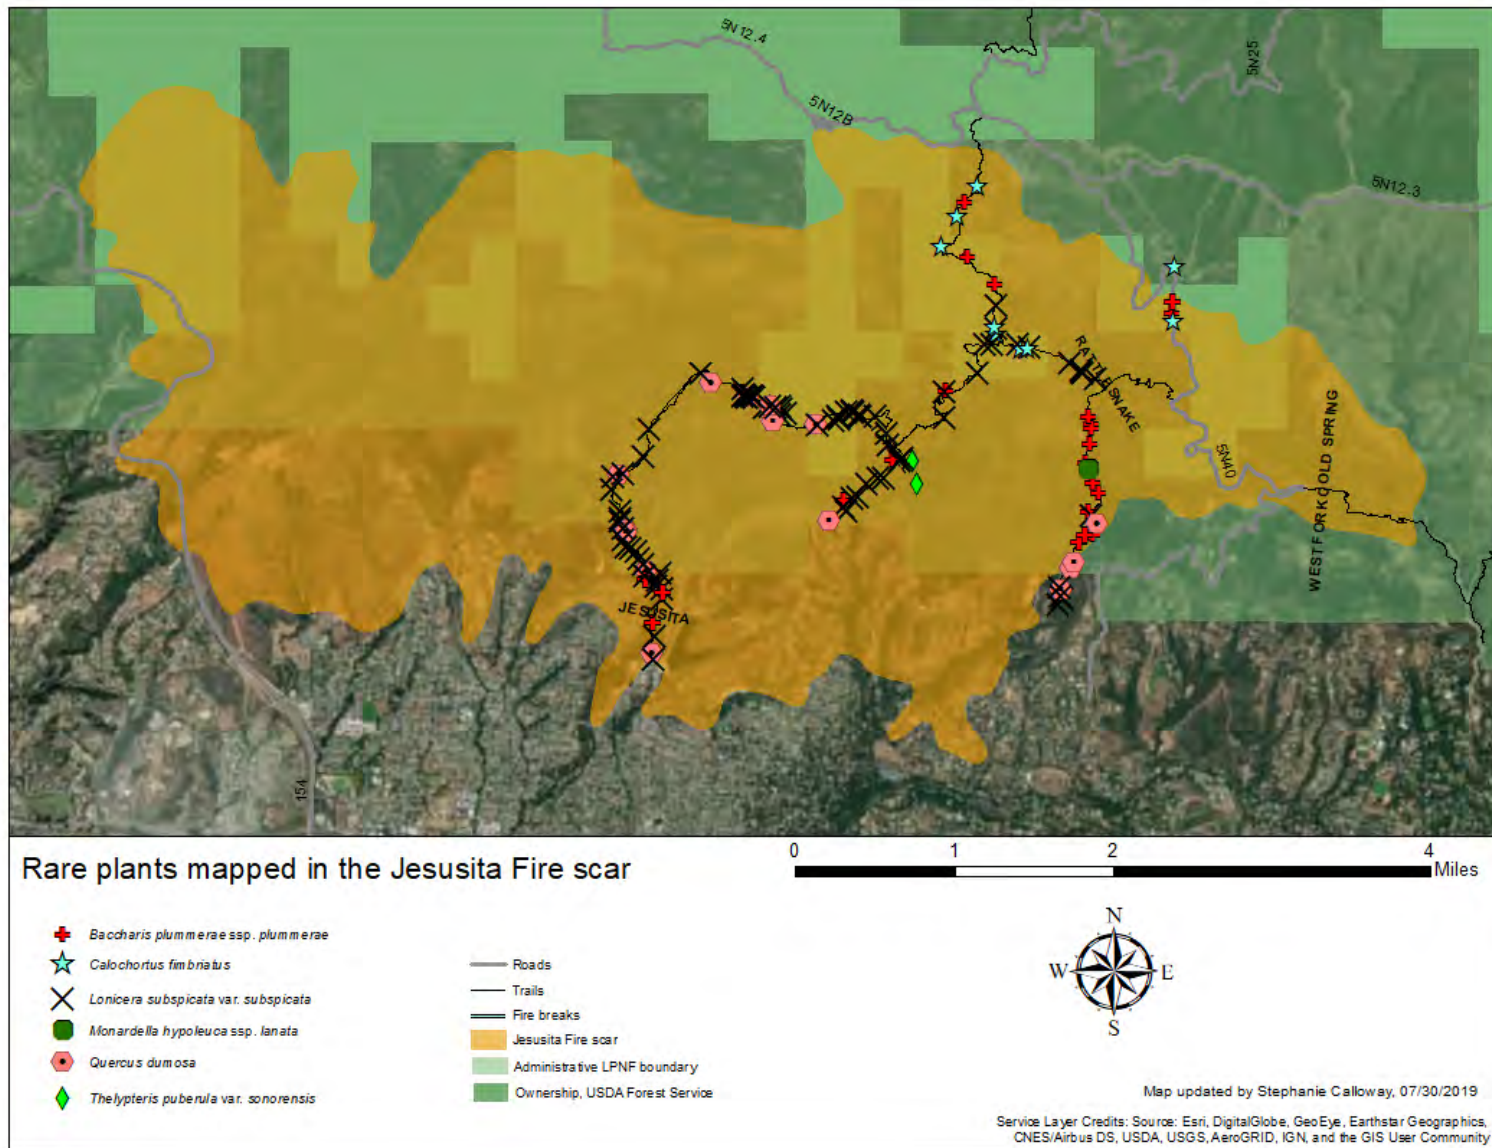 5N12.4
5N25
5N12B
5N12.3
RATTLESNAKE
5N40
WEST FORK COLD SPRING
JESUSITA
154
Rare plants mapped in the Jesusita Fire scar
0 1 2 4
Miles
Baccharis plummerae ssp. plummerae
Calochortus fimbriatus
Lonicera subspicata var. subspicata
Monardella hypoleuca ssp. lanata
Quercus dumosa
Thelypteris puberula var. sonorensis
Roads
Trails
Fire breaks
Jesusita Fire scar
Administrative LPNF boundary
Ownership, USDA Forest Service
N
W E
S
Map updated by Stephanie Calloway, 07/30/2019
Service Layer Credits: Source: Esri, DigitalGlobe, GeoEye, Earthstar Geographics,
CNES/Airbus DS, USDA, USGS, AeroGRID, IGN, and the GIS User Community